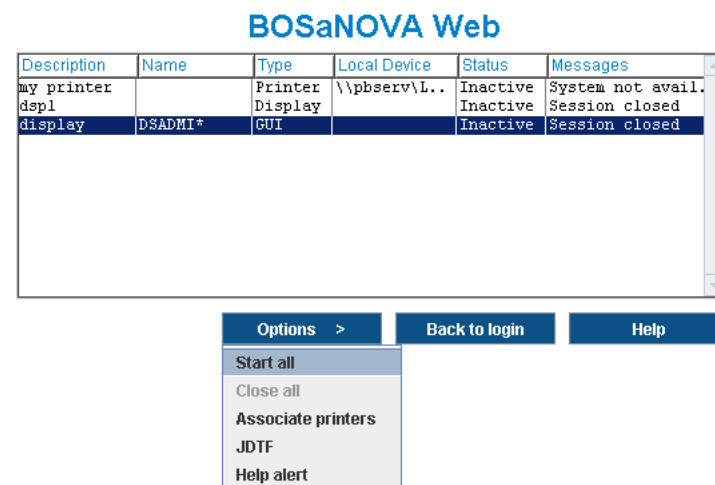 BOSaNOVA Web
Description Name Type Local Device Status Messages
my printer Printer \\pbserv\L.. Inactive System not avail.
dspl Display Inactive Session closed
display DSADMI* GUI Inactive Session closed
Options > Back to login Help
Start all
Close all
Associate printers
JDTF
Help alert